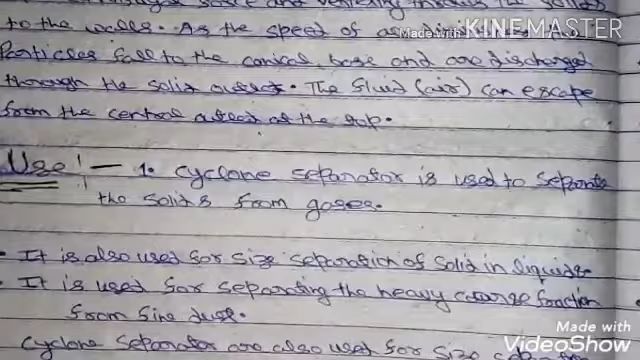 to the walls. As the speed of air
Made with KINEMASTER
Particles fall to the conical base and are discharged
through the solid outlet. The fluid (air) can escape
from the central outlet at the top.
Use :- 1. cyclone separator is used to separate
the solids from gases.
. It is also used for size separation of solid in liquids.
. It is used for separating the heavy coarse fraction
from fine dust.
Made with
VideoShow
Cyclone separator are also used for size